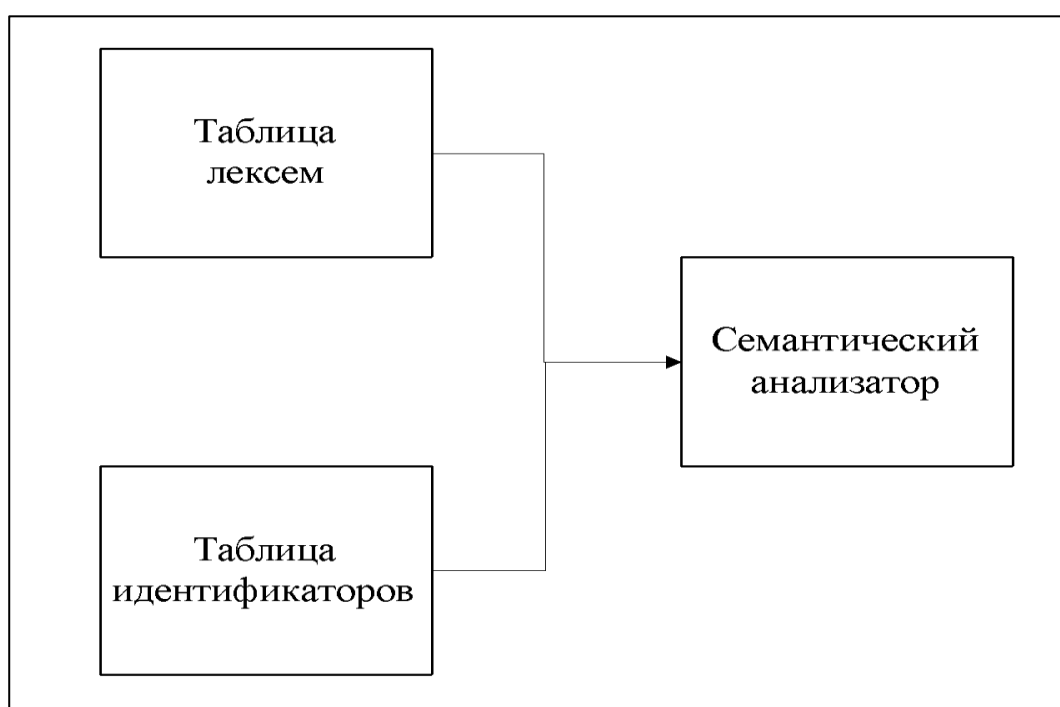 Таблица
лексем
Семантический
анализатор
Таблица
идентификаторов